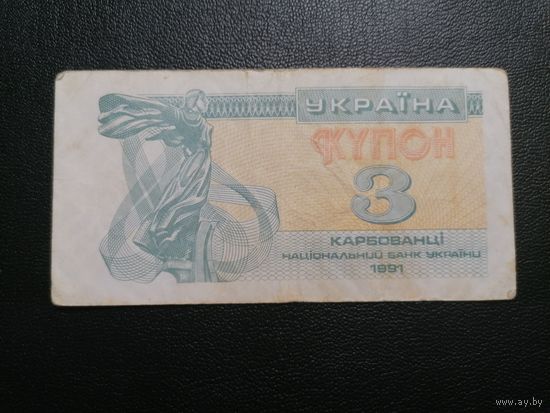 УКРАЇНА
КУПОН
3
КАРБОВАНЦІ
НАЦІОНАЛЬНИЙ БАНК УКРАЇНИ
1991
www.ay.by